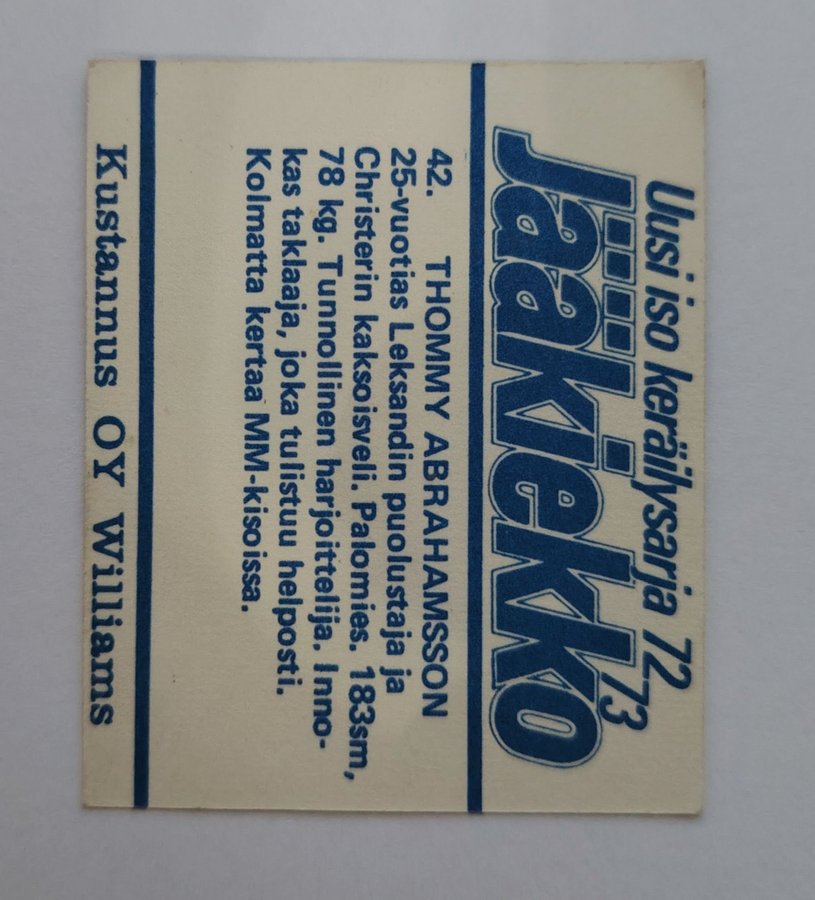 Uusi iso keräilysarja 72
73
Jääkiekko
42. THOMMY ABRAHAMSSON
25-vuotias Leksandin puolustaja ja
Christerin kaksoisveli. Palomies. 183sm,
78 kg. Tunnollinen harjoittelija. Inno-
kas taklaaja, joka tulistuu helposti.
Kolmatta kertaa MM-kisoissa.
Kustannus OY Williams